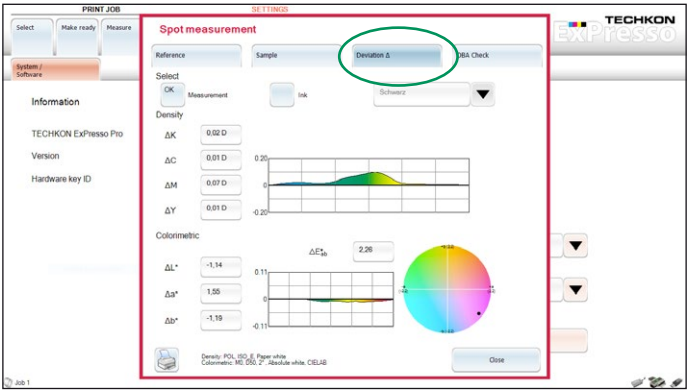 PRINT JOB
SETTINGS
TECHKON
ExPresso
Select
Make ready
Measure
System /
Software
Information
TECHKON ExPresso Pro
Version
Hardware key ID
Job 1
Spot measurement
Reference
Sample
Deviation Δ
DBA Check
Select
OK
Measurement
Ink
Schwarz
Density
ΔK
0,02 D
ΔC
0,01 D
ΔM
0,07 D
ΔY
0,01 D
0.20
0
-0.20
Colorimetric
ΔE*ab
2,26
ΔL*
-1,14
Δa*
1,55
Δb*
-1,19
0.11
0
-0.11
Density: POL, ISO_E, Paper white
Colorimetric: M0, D50, 2°, Absolute white, CIELAB
Close